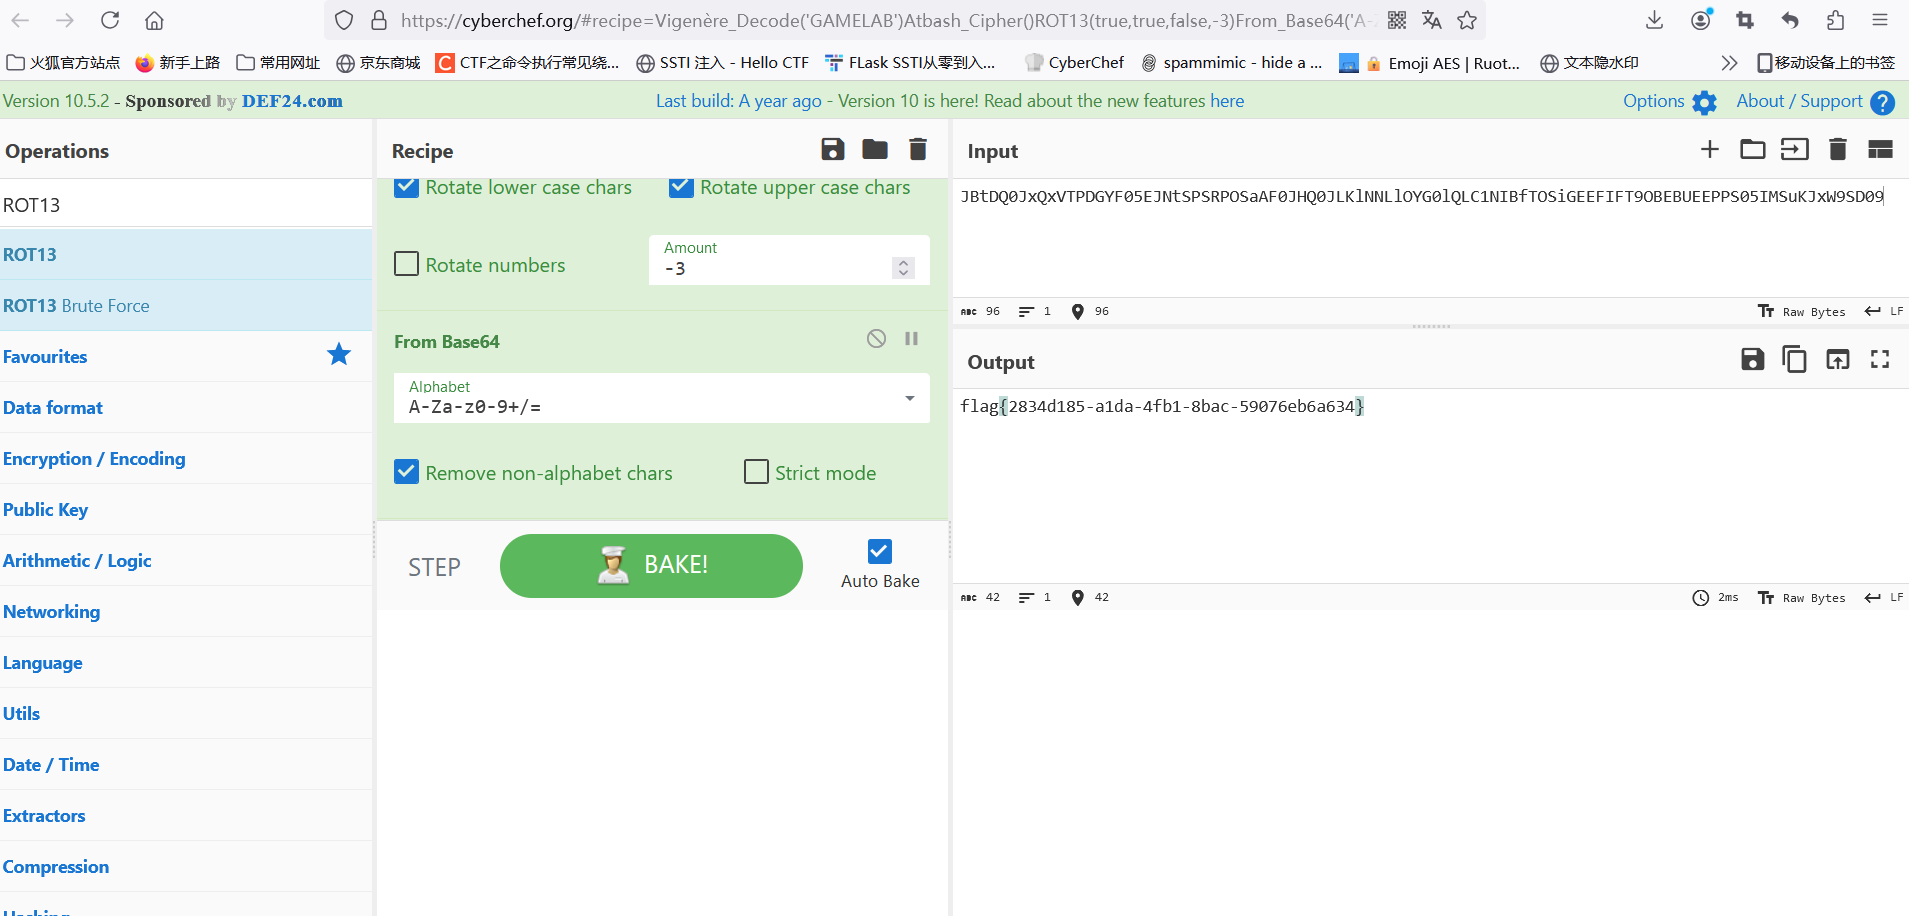 https://cyberchef.org/#recipe=Vigenère_Decode('GAMELAB')Atbash_Cipher()ROT13(true,true,false,-3)From_Base64('A-
火狐官方站点 新手上路 常用网址 京东商城 CTF之命令执行常见绕... SSTI 注入 - Hello CTF FLask SSTI从零到入... CyberChef spammimic - hide a ... Emoji AES | Ruot... 文本隐水印 移动设备上的书签
Version 10.5.2 - Sponsored by DEF24.com Last build: A year ago - Version 10 is here! Read about the new features here Options About / Support
Operations
ROT13
ROT13
ROT13 Brute Force
Favourites
Data format
Encryption / Encoding
Public Key
Arithmetic / Logic
Networking
Language
Utils
Date / Time
Extractors
Compression
Hashing
Recipe
Rotate lower case chars Rotate upper case chars
Rotate numbers
Amount
-3
From Base64
Alphabet
A-Za-z0-9+/=
Remove non-alphabet chars Strict mode
STEP BAKE! Auto Bake
Input
JBtDQ0JxQxVTPDGYF05EJNtSPSRPOSaAF0JHQ0JLKlNNLlOYG0lQLC1NIBfTOSiGEEFIFT9OBEBUEEPPS05IMSuKJxW9SD09
ABC 96 1 96 Raw Bytes LF
Output
flag{2834d185-a1da-4fb1-8bac-59076eb6a634}
ABC 42 1 42 2ms Raw Bytes LF